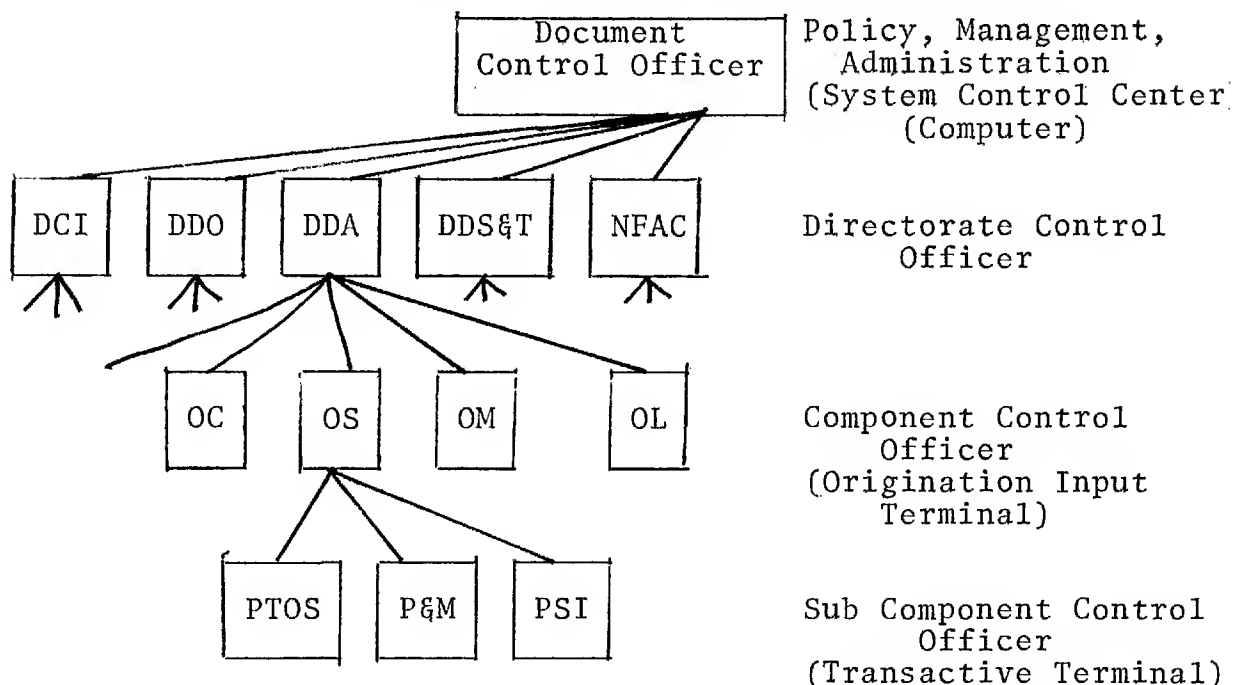 Document
Control Officer
Policy, Management,
Administration
(System Control Center
(Computer)
DCI DDO DDA DDS&T NFAC
Directorate Control
Officer
OC OS OM OL
Component Control
Officer
(Origination Input
Terminal)
PTOS P&M PSI
Sub Component Control
Officer
(Transactive Terminal)